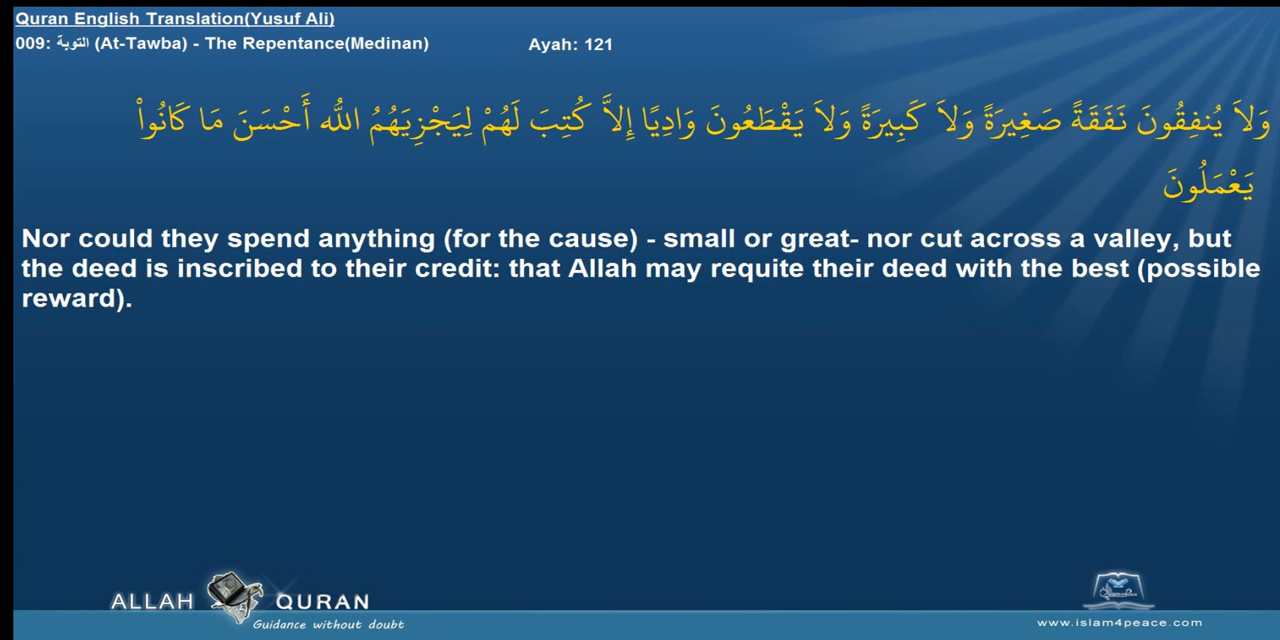 Quran English Translation(Yusuf Ali)
009: التوبة (At-Tawba) - The Repentance(Medinan) Ayah: 121
وَلاَ يُنفِقُونَ نَفَقَةً صَغِيرَةً وَلاَ كَبِيرَةً وَلاَ يَقْطَعُونَ وَادِيًا إِلاَّ كُتِبَ لَهُمْ لِيَجْزِيَهُمُ اللّهُ أَحْسَنَ مَا كَانُواْ
يَعْمَلُونَ
Nor could they spend anything (for the cause) - small or great- nor cut across a valley, but
the deed is inscribed to their credit: that Allah may requite their deed with the best (possible
reward).
ALLAH QURAN
Guidance without doubt
www.islam4peace.com